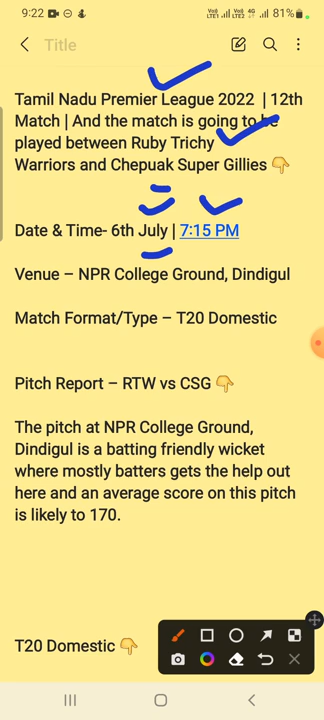 9:22 81%
Title
Tamil Nadu Premier League 2022 | 12th
Match | And the match is going to be
played between Ruby Trichy
Warriors and Chepuak Super Gillies 👇
Date & Time- 6th July | 7:15 PM
Venue – NPR College Ground, Dindigul
Match Format/Type – T20 Domestic
Pitch Report – RTW vs CSG 👇
The pitch at NPR College Ground,
Dindigul is a batting friendly wicket
where mostly batters gets the help out
here and an average score on this pitch
is likely to 170.
T20 Domestic 👇